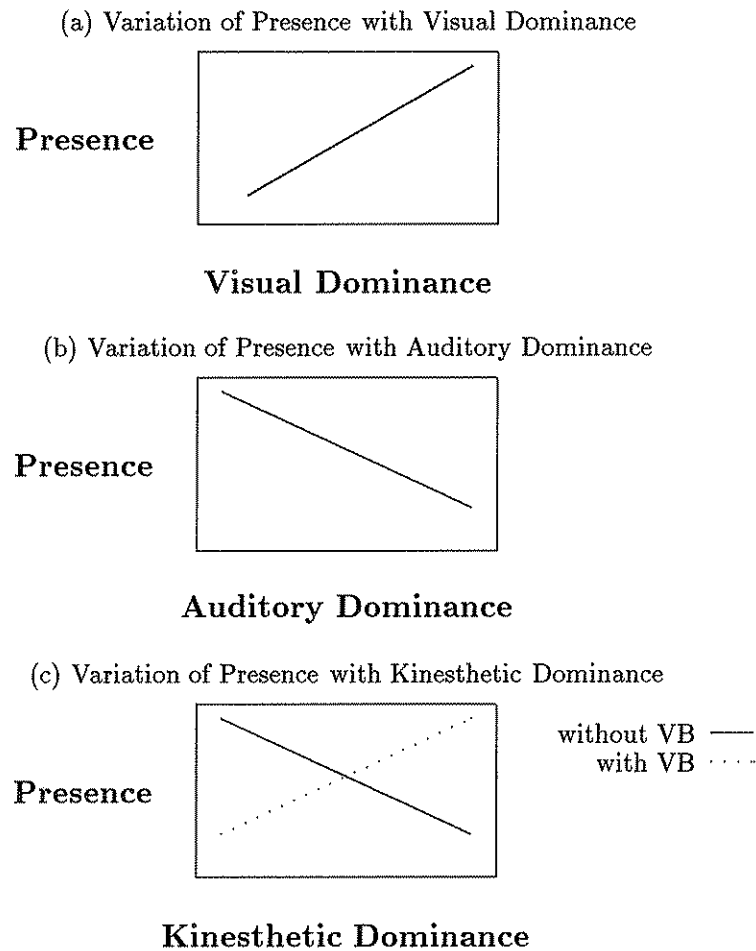 (a) Variation of Presence with Visual Dominance
Presence
Visual Dominance
(b) Variation of Presence with Auditory Dominance
Presence
Auditory Dominance
(c) Variation of Presence with Kinesthetic Dominance
without VB
with VB
Presence
Kinesthetic Dominance